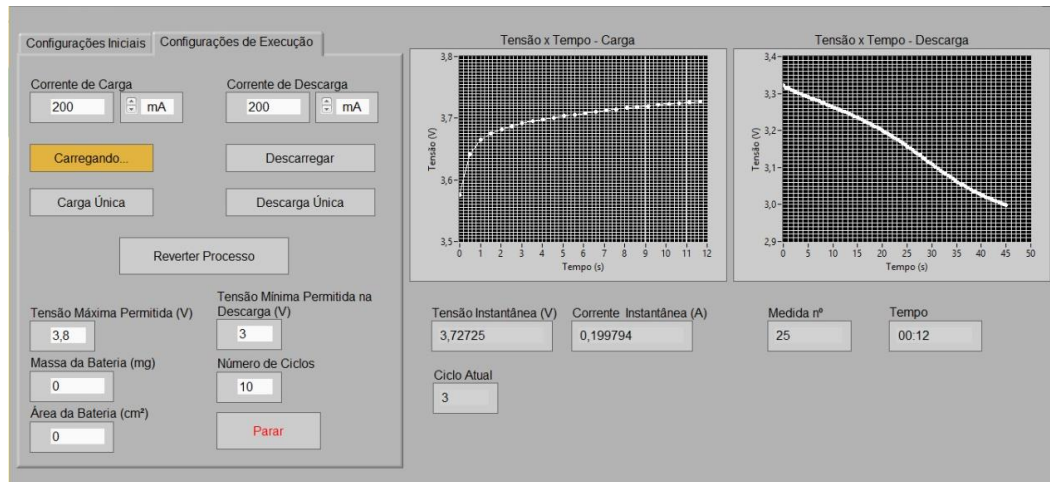 Configurações Iniciais
Configurações de Execução
Corrente de Carga
200
mA
Corrente de Descarga
200
mA
Carregando...
Descarregar
Carga Única
Descarga Única
Reverter Processo
Tensão Máxima Permitida (V)
3,8
Tensão Mínima Permitida na
Descarga (V)
3
Massa da Bateria (mg)
0
Número de Ciclos
10
Área da Bateria (cm²)
0
Parar
Tensão x Tempo - Carga
Tensão (V)
3,8
3,7
3,6
3,5
0 1 2 3 4 5 6 7 8 9 10 11 12
Tempo (s)
Tensão x Tempo - Descarga
Tensão (V)
3,4
3,3
3,2
3,1
3,0
2,9
0 5 10 15 20 25 30 35 40 45 50
Tempo (s)
Tensão Instantânea (V)
3,72725
Corrente Instantânea (A)
0,199794
Medida nº
25
Tempo
00:12
Ciclo Atual
3